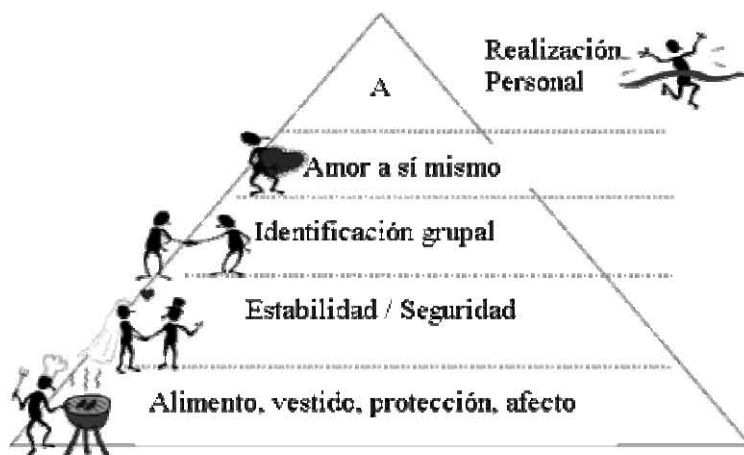 Realización
Personal
A
Amor a sí mismo
Identificación grupal
Estabilidad / Seguridad
Alimento, vestido, protección, afecto